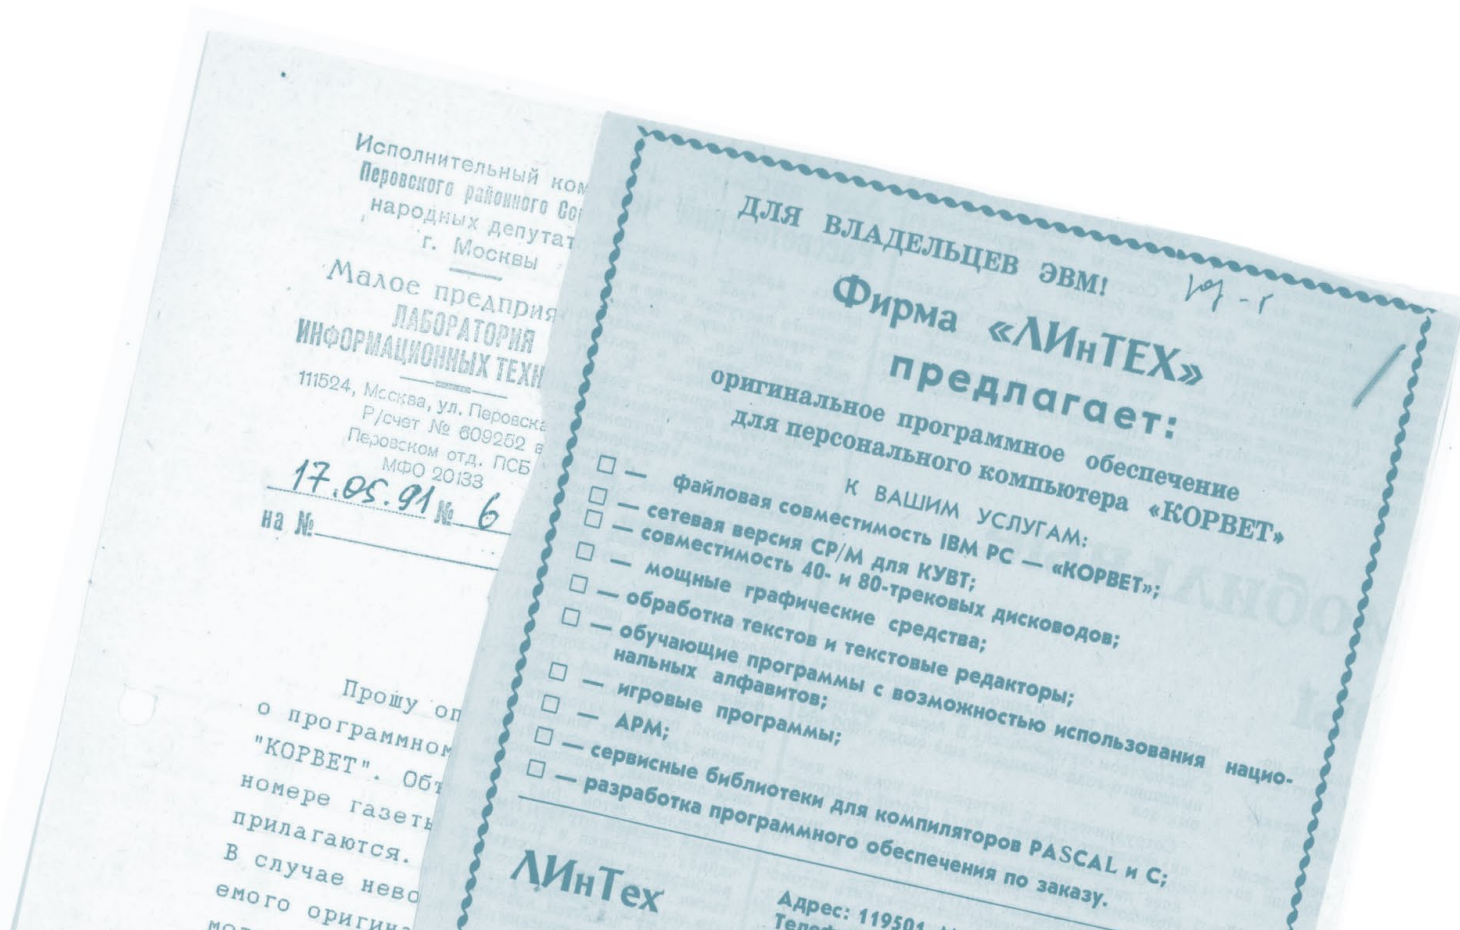 Исполнительный ком
Перовского районного Со
народных депутат
г. Москвы
Малое предприя
ЛАБОРАТОРИЯ
ИНФОРМАЦИОННЫХ ТЕХН
111524, Москва, ул. Перовска
Р/счет № 609252 в
Перовском отд. ПСБ
МФО 20133
17.05.91 № 6
на №
Прошу оп
о программном
"КОРВЕТ". Объ
номере газеты
прилагаются.
В случае нево
емого оригина
ДЛЯ ВЛАДЕЛЬЦЕВ ЭВМ!
Фирма «ЛИнТЕХ»
предлагает:
оригинальное программное обеспечение
для персонального компьютера «КОРВЕТ»
К ВАШИМ УСЛУГАМ:
— файловая совместимость IBM PC — «КОРВЕТ»;
— сетевая версия СР/М для КУВТ;
— совместимость 40- и 80-трековых дисководов;
— мощные графические средства;
— обработка текстов и текстовые редакторы;
— обучающие программы с возможностью использования нацио-
нальных алфавитов;
— игровые программы;
— АРМ;
— сервисные библиотеки для компиляторов PASCAL и С;
— разработка программного обеспечения по заказу.
ЛИнТех
Адрес: 119501
Телеф